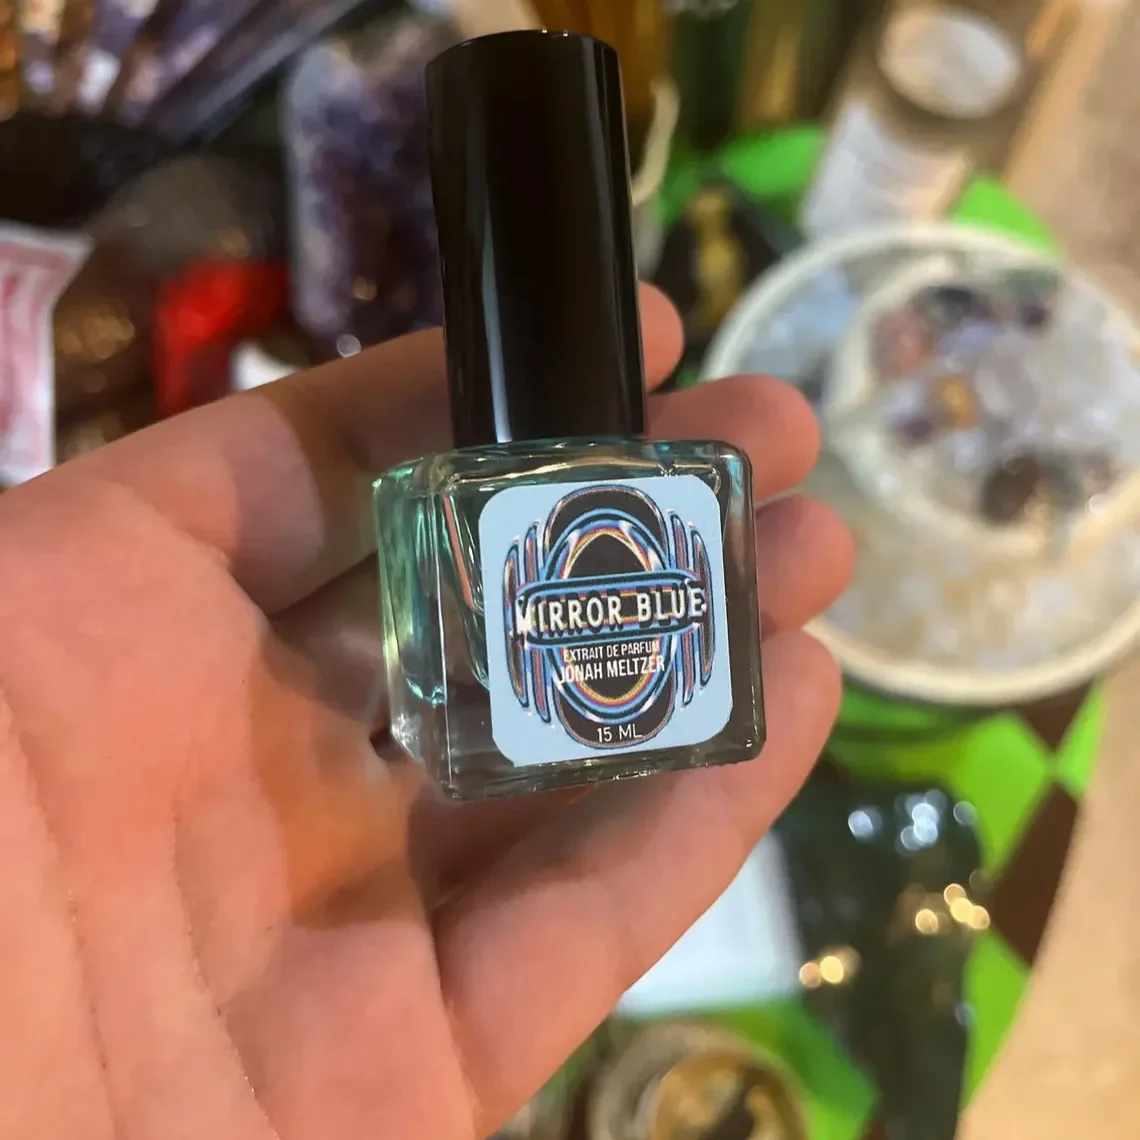 MIRROR BLUE
EXTRAIT DE PARFUM
JONAH MELTZER
15 ML